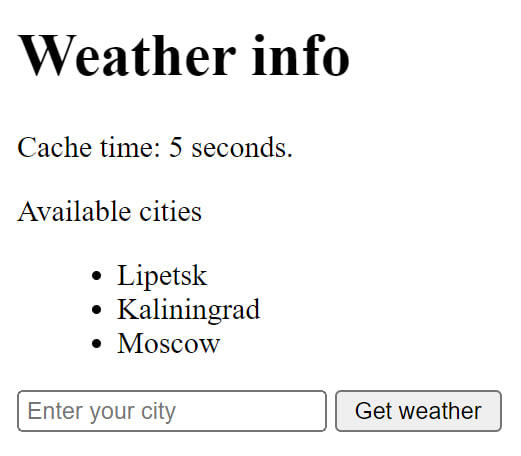 Weather info
Cache time: 5 seconds.
Available cities
Lipetsk
Kaliningrad
Moscow
Enter your city Get weather